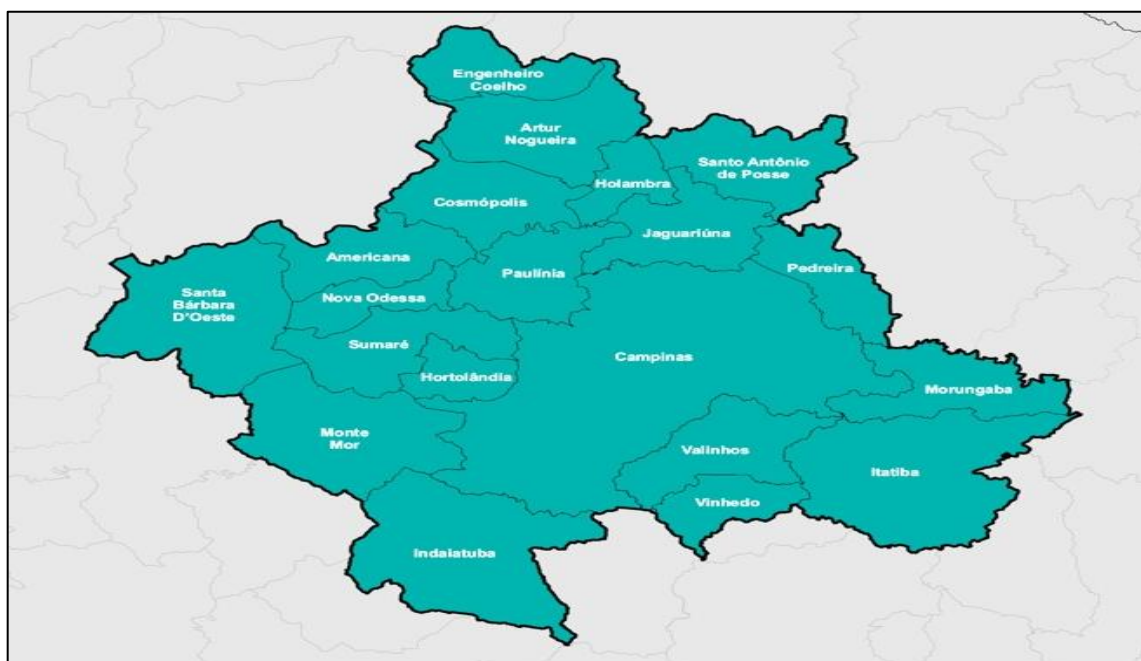 Engenheiro
Coelho
Artur
Nogueira
Santo Antônio
de Posse
Holambra
Cosmópolis
Jaguariúna
Americana
Paulínia
Pedreira
Santa
Bárbara
D'Oeste
Nova Odessa
Sumaré
Campinas
Hortolândia
Morungaba
Monte
Mor
Valinhos
Itatiba
Vinhedo
Indaiatuba